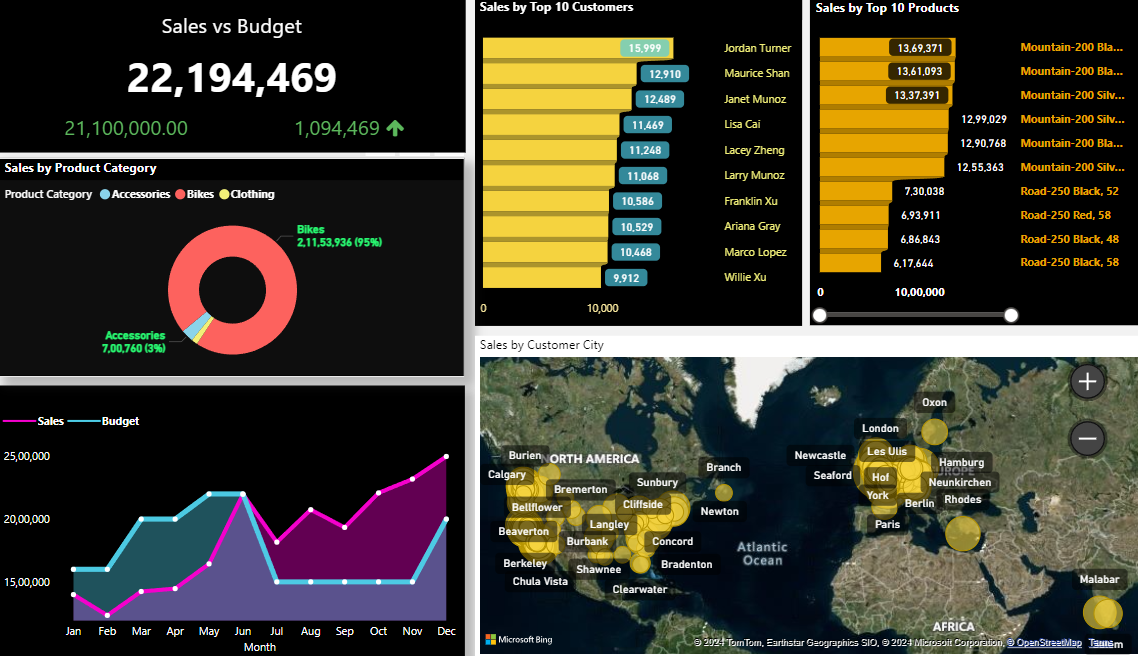 Sales vs Budget
22,194,469
21,100,000.00
1,094,469
Sales by Product Category
Product Category Accessories Bikes Clothing
Bikes
2,11,53,936 (95%)
Accessories
7,00,760 (3%)
Sales Budget
25,00,000
20,00,000
15,00,000
Jan Feb Mar Apr May Jun Jul Aug Sep Oct Nov Dec
Month
Sales by Top 10 Customers
15,999 Jordan Turner
12,910 Maurice Shan
12,489 Janet Munoz
11,469 Lisa Cai
11,248 Lacey Zheng
11,068 Larry Munoz
10,586 Franklin Xu
10,529 Ariana Gray
10,468 Marco Lopez
9,912 Willie Xu
0 10,000
Sales by Top 10 Products
13,69,371 Mountain-200 Bla...
13,61,093 Mountain-200 Bla...
13,37,391 Mountain-200 Silv...
12,99,029 Mountain-200 Silv...
12,90,768 Mountain-200 Bla...
12,55,363 Mountain-200 Silv...
7,30,038 Road-250 Black, 52
6,93,911 Road-250 Red, 58
6,86,843 Road-250 Black, 48
6,17,644 Road-250 Black, 58
0 10,00,000
Sales by Customer City
Oxon
London
Burien
NORTH AMERICA
Newcastle
Les Ulis
Hamburg
EUROPE
Calgary
Branch
Seaford
Hof
Neunkirchen
Sunbury
Bremerton
York
Berlin
Rhodes
Bellflower
Cliffside
Newton
Langley
Paris
Beaverton
Burbank
Concord
Atlantic
Ocean
Berkeley
Shawnee
Bradenton
Chula Vista
Clearwater
Malabar
AFRICA
Microsoft Bing
© 2024 TomTom, Earthstar Geographics SIO, © 2024 Microsoft Corporation, © OpenStreetMap Terms